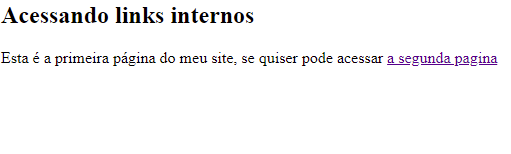 Acessando links internos
Esta é a primeira página do meu site, se quiser pode acessar a segunda pagina